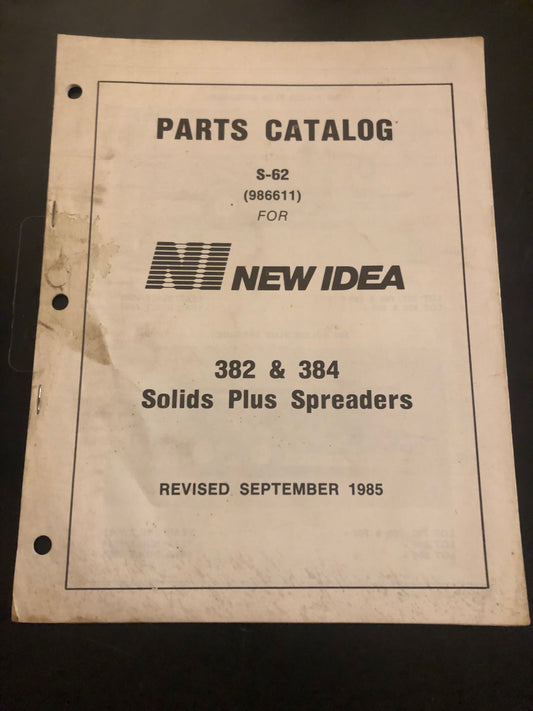 PARTS CATALOG
S-62
(986611)
FOR
NI NEW IDEA
382 & 384
Solids Plus Spreaders
REVISED SEPTEMBER 1985